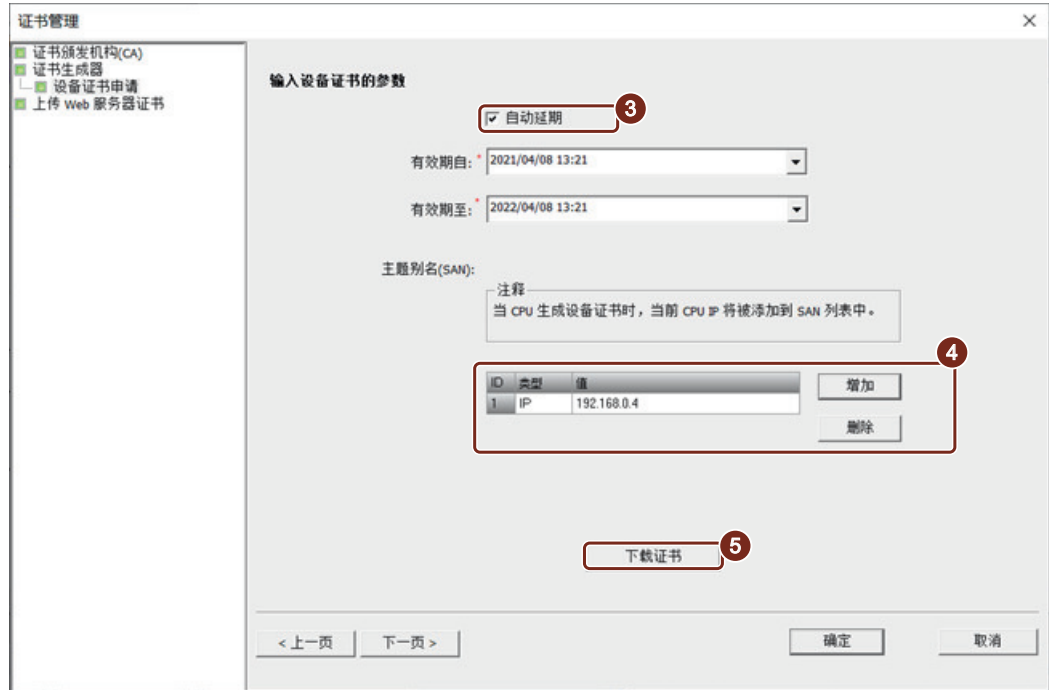 证书管理
证书颁发机构(CA)
证书生成器
设备证书申请
上传 Web 服务器证书
输入设备证书的参数
自动延期
3
有效期自: * 2021/04/08 13:21
有效期至: * 2022/04/08 13:21
主题别名(SAN):
注释
当 CPU 生成设备证书时，当前 CPU IP 将被添加到 SAN 列表中。
4
ID 类型 值
1 IP 192.168.0.4
增加
删除
下载证书
5
< 上一页 下一页 > 确定 取消